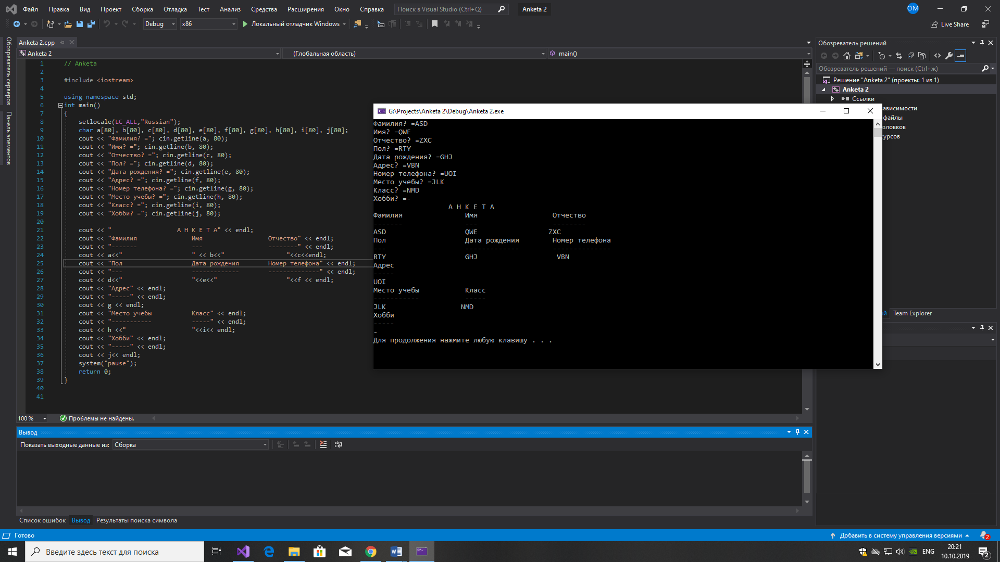 Файл Правка Вид Проект Сборка Отладка Тест Анализ Средства Расширения Окно Справка Поиск в Visual Studio (Ctrl+Q) Anketa 2 OM
Debug x86 Локальный отладчик Windows Live Share
Обозреватель серверов
Панель элементов
Anketa 2.cpp
Anketa 2 (Глобальная область) main()
1 // Anketa
2
3 #include <iostream>
4
5 using namespace std;
6 int main()
7 {
8 setlocale(LC_ALL,"Russian");
9 char a[80], b[80], c[80], d[80], e[80], f[80], g[80], h[80], i[80], j[80];
10 cout << "Фамилия? ="; cin.getline(a, 80);
11 cout << "Имя? ="; cin.getline(b, 80);
12 cout << "Отчество? ="; cin.getline(c, 80);
13 cout << "Пол? ="; cin.getline(d, 80);
14 cout << "Дата рождения? ="; cin.getline(e, 80);
15 cout << "Адрес? ="; cin.getline(f, 80);
16 cout << "Номер телефона? ="; cin.getline(g, 80);
17 cout << "Место учебы? ="; cin.getline(h, 80);
18 cout << "Класс? ="; cin.getline(i, 80);
19 cout << "Хобби? ="; cin.getline(j, 80);
20
21 cout << "                  А Н К Е Т А" << endl;
22 cout << "Фамилия               Имя                  Отчество" << endl;
23 cout << "-------               ---                  --------" << endl;
24 cout << a<<"                   " << b<<"                 "<<c<<endl;
25 cout << "Пол                   Дата рождения        Номер телефона" << endl;
26 cout << "---                   -------------        --------------" << endl;
27 cout << d<<"                   "<<e<<"                   "<<f << endl;
28 cout << "Адрес" << endl;
29 cout << "-----" << endl;
30 cout << g << endl;
31 cout << "Место учебы           Класс" << endl;
32 cout << "-----------           -----" << endl;
33 cout << h <<"                  "<<i<< endl;
34 cout << "Хобби" << endl;
35 cout << "-----" << endl;
36 cout << j<< endl;
37 system("pause");
38 return 0;
39 }
40
41
G:\Projects\Anketa 2\Debug\Anketa 2.exe
Фамилия? =ASD
Имя? =QWE
Отчество? =ZXC
Пол? =RTY
Дата рождения? =GHJ
Адрес? =VBN
Номер телефона? =UOI
Место учебы? =JLK
Класс? =NMD
Хобби? =-
                  А Н К Е Т А
Фамилия               Имя                  Отчество
-------               ---                  --------
ASD                   QWE                 ZXC
Пол                   Дата рождения        Номер телефона
---                   -------------        --------------
RTY                   GHJ                   VBN
Адрес
-----
UOI
Место учебы           Класс
-----------           -----
JLK                  NMD
Хобби
-----
-
Для продолжения нажмите любую клавишу . . .
Обозреватель решений
Обозреватель решений — поиск (Ctrl+ж)
Решение "Anketa 2" (проекты: 1 из 1)
Anketa 2
Ссылки
ависимости
файлы
оловков
урсов
Team Explorer
100 % Проблемы не найдены.
Вывод
Показать выходные данные из: Сборка
Список ошибок Вывод Результаты поиска символа
Готово Добавить в систему управления версиями 2
Введите здесь текст для поиска ENG 20:21
10.10.2019 2